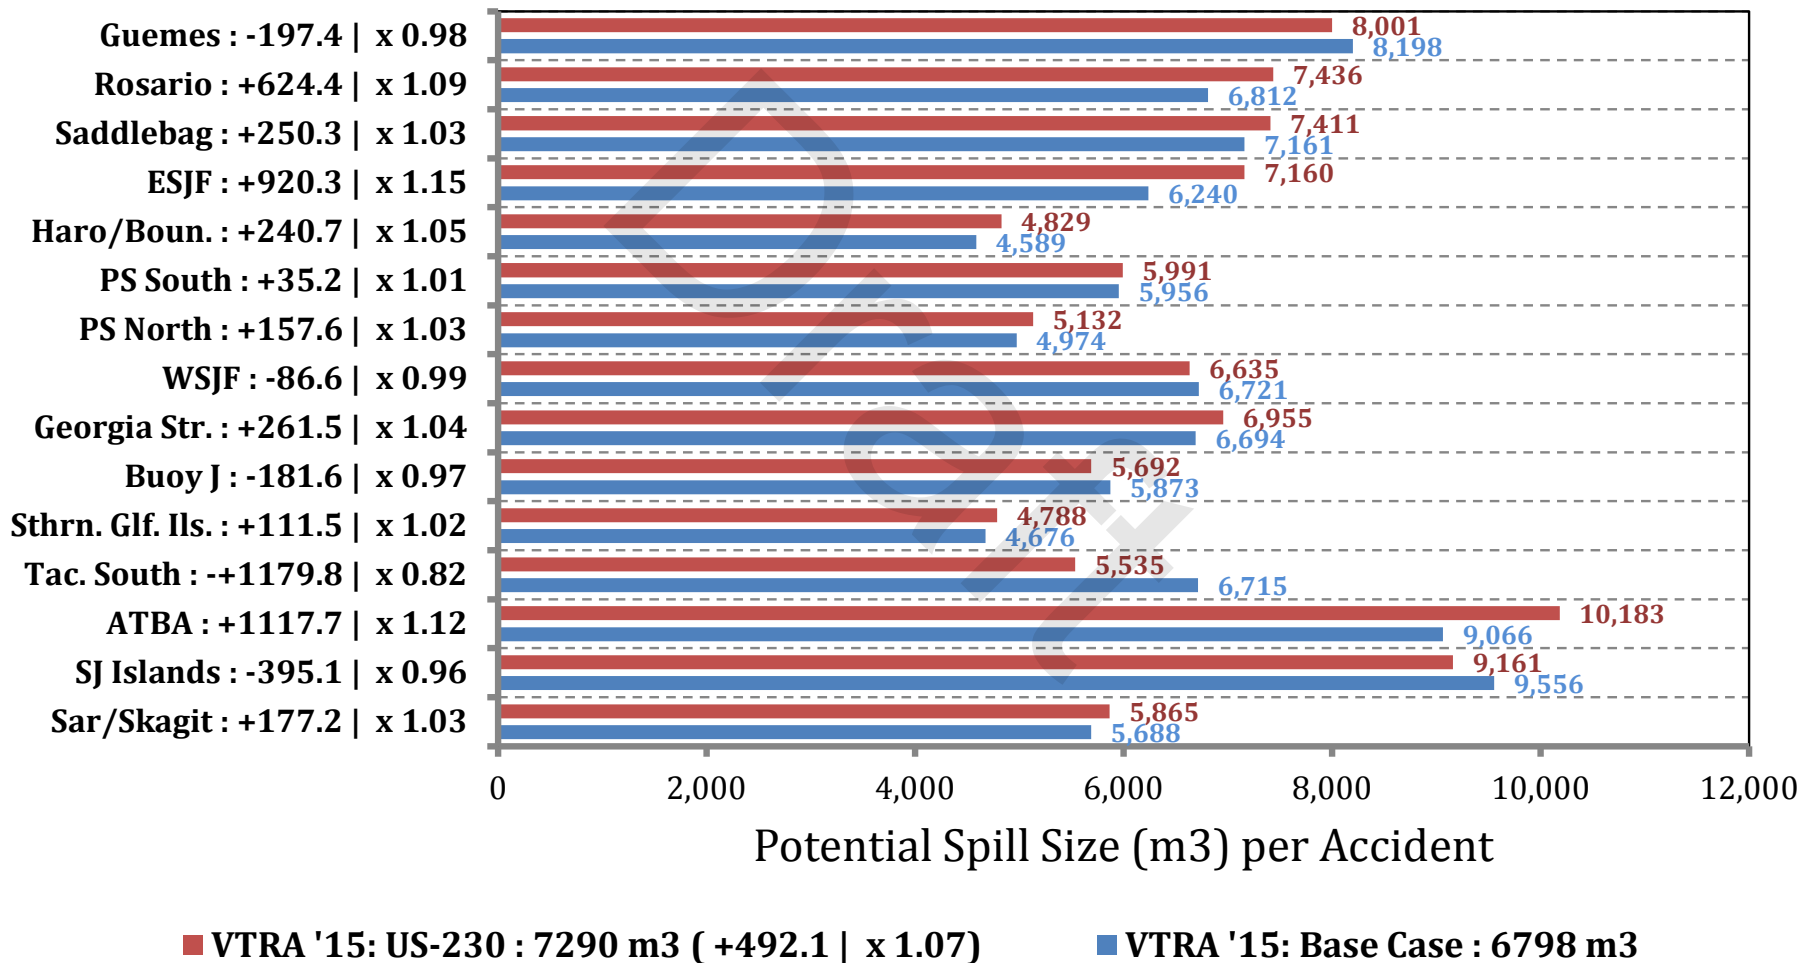 Guemes : -197.4 | x 0.98
8,001
8,198
Rosario : +624.4 | x 1.09
7,436
6,812
Saddlebag : +250.3 | x 1.03
7,411
7,161
ESJF : +920.3 | x 1.15
7,160
6,240
Haro/Boun. : +240.7 | x 1.05
4,829
4,589
PS South : +35.2 | x 1.01
5,991
5,956
PS North : +157.6 | x 1.03
5,132
4,974
WSJF : -86.6 | x 0.99
6,635
6,721
Georgia Str. : +261.5 | x 1.04
6,955
6,694
Buoy J : -181.6 | x 0.97
5,692
5,873
Sthrn. Glf. Ils. : +111.5 | x 1.02
4,788
4,676
Tac. South : -+1179.8 | x 0.82
5,535
6,715
ATBA : +1117.7 | x 1.12
10,183
9,066
SJ Islands : -395.1 | x 0.96
9,161
9,556
Sar/Skagit : +177.2 | x 1.03
5,865
5,688
Draft
0 2,000 4,000 6,000 8,000 10,000 12,000
Potential Spill Size (m3) per Accident
VTRA '15: US-230 : 7290 m3 ( +492.1 | x 1.07) VTRA '15: Base Case : 6798 m3